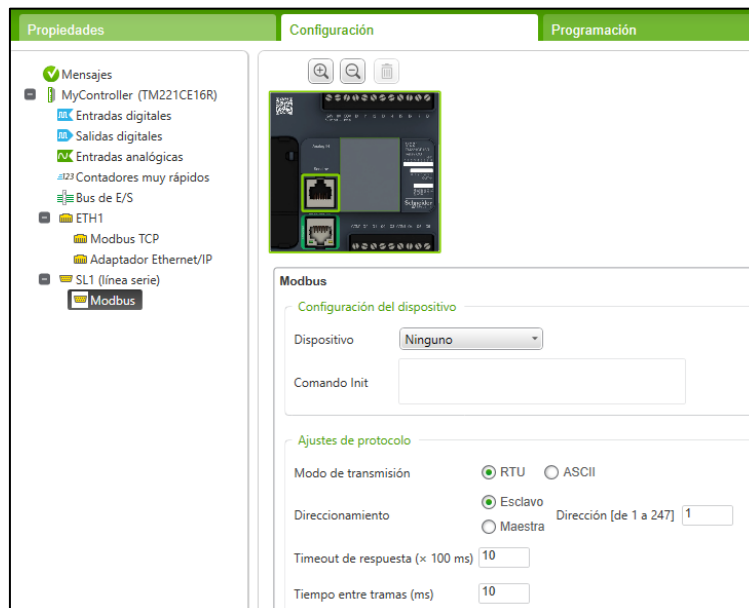 Propiedades
Configuración
Programación
Mensajes
MyController (TM221CE16R)
Entradas digitales
Salidas digitales
Entradas analógicas
Contadores muy rápidos
Bus de E/S
ETH1
Modbus TCP
Adaptador Ethernet/IP
SL1 (línea serie)
Modbus
Modbus
Configuración del dispositivo
Dispositivo Ninguno
Comando Init
Ajustes de protocolo
Modo de transmisión RTU ASCII
Direccionamiento Esclavo Dirección [de 1 a 247] 1
Maestra
Timeout de respuesta (× 100 ms) 10
Tiempo entre tramas (ms) 10